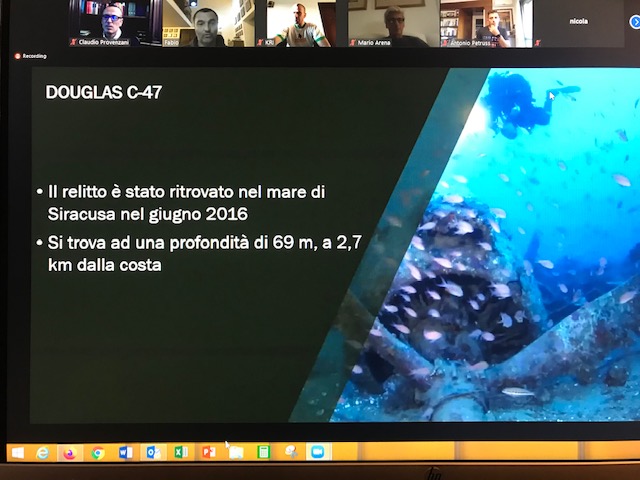 Claudio Provenzani
Fabio
KRI
Mario Arena
Antonio Petruss
nicola
Recording
DOUGLAS C-47
• Il relitto è stato ritrovato nel mare di
Siracusa nel giugno 2016
• Si trova ad una profondità di 69 m, a 2,7
km dalla costa
hp